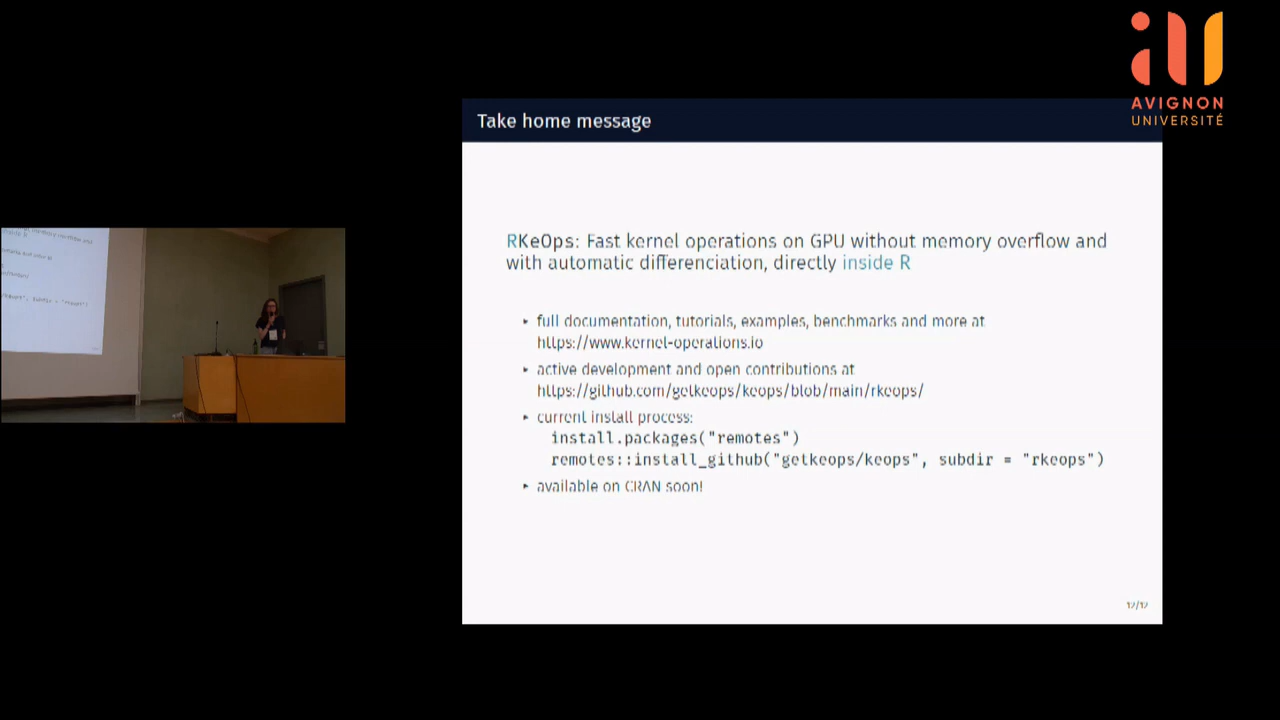 AVIGNON
UNIVERSITÉ
Take home message
RKeOps: Fast kernel operations on GPU without memory overflow and
with automatic differenciation, directly inside R
‣ full documentation, tutorials, examples, benchmarks and more at
https://www.kernel-operations.io
‣ active development and open contributions at
https://github.com/getkeops/keops/blob/main/rkeops/
‣ current install process:
install.packages("remotes")
remotes::install_github("getkeops/keops", subdir = "rkeops")
‣ available on CRAN soon!
12/12